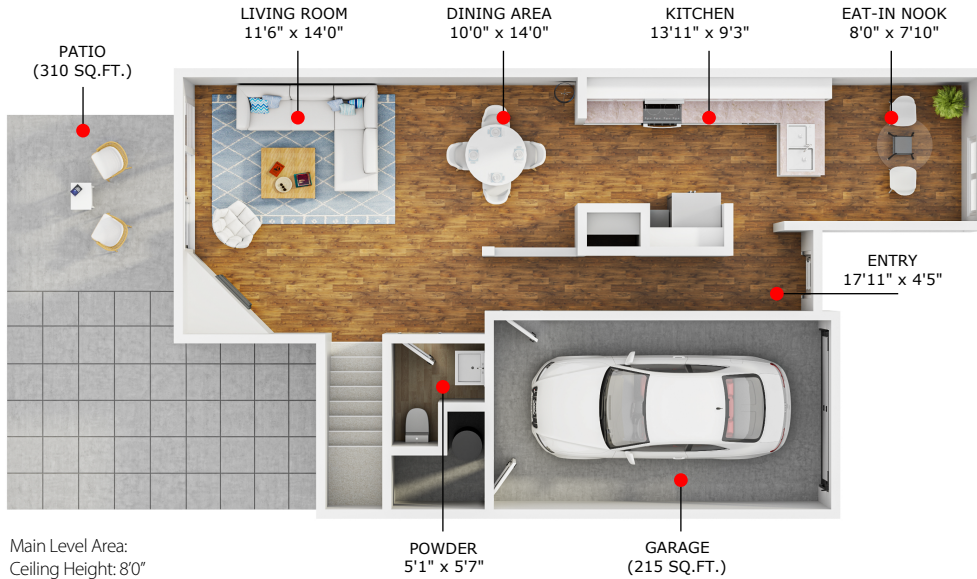 LIVING ROOM
11'6" x 14'0"
DINING AREA
10'0" x 14'0"
KITCHEN
13'11" x 9'3"
EAT-IN NOOK
8'0" x 7'10"
PATIO
(310 SQ.FT.)
ENTRY
17'11" x 4'5"
POWDER
5'1" x 5'7"
GARAGE
(215 SQ.FT.)
Main Level Area:
Ceiling Height: 8'0"